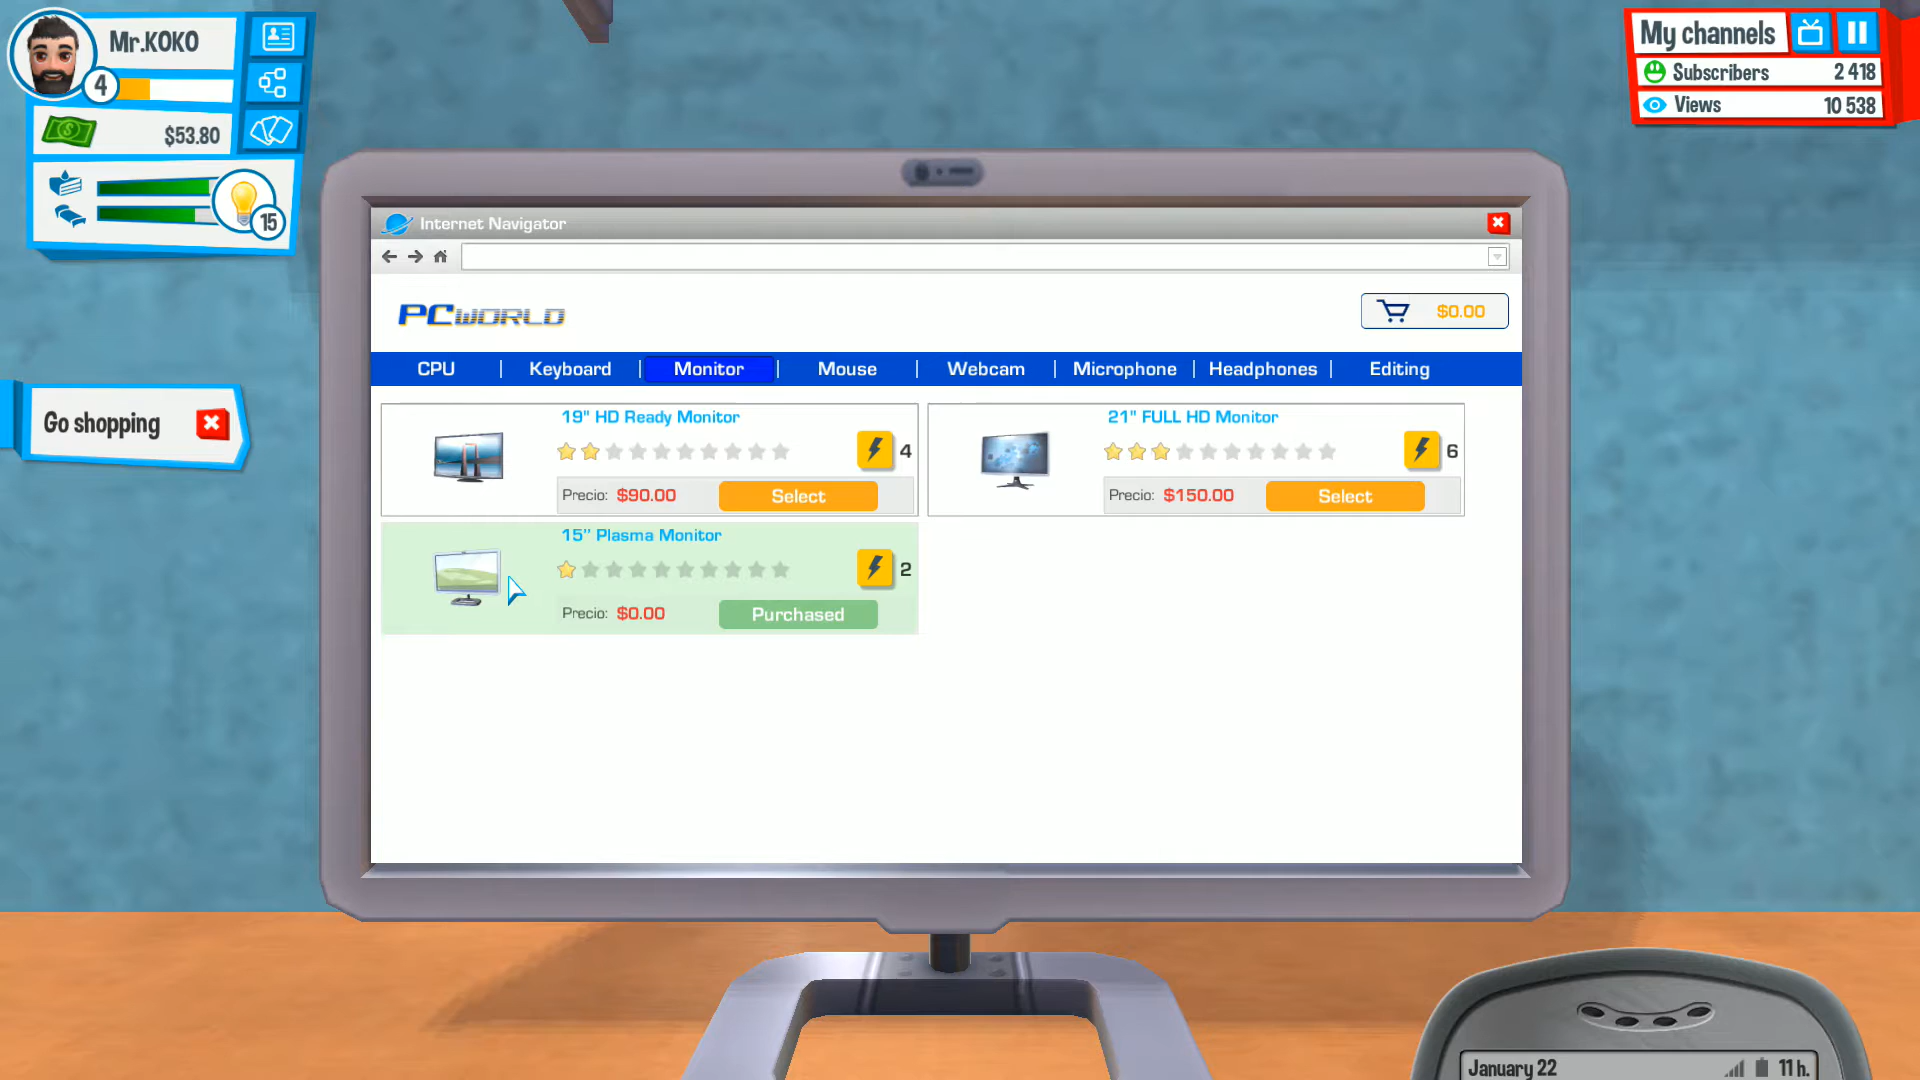 Mr.KOKO
4
$53.80
15
My channels
Subscribers 2 418
Views 10 538
Go shopping
Internet Navigator
PCWORLD
$0.00
CPU | Keyboard | Monitor | Mouse | Webcam | Microphone | Headphones | Editing
19" HD Ready Monitor
4
Precio: $90.00 Select
21" FULL HD Monitor
6
Precio: $150.00 Select
15" Plasma Monitor
2
Precio: $0.00 Purchased
January 22 11 h.